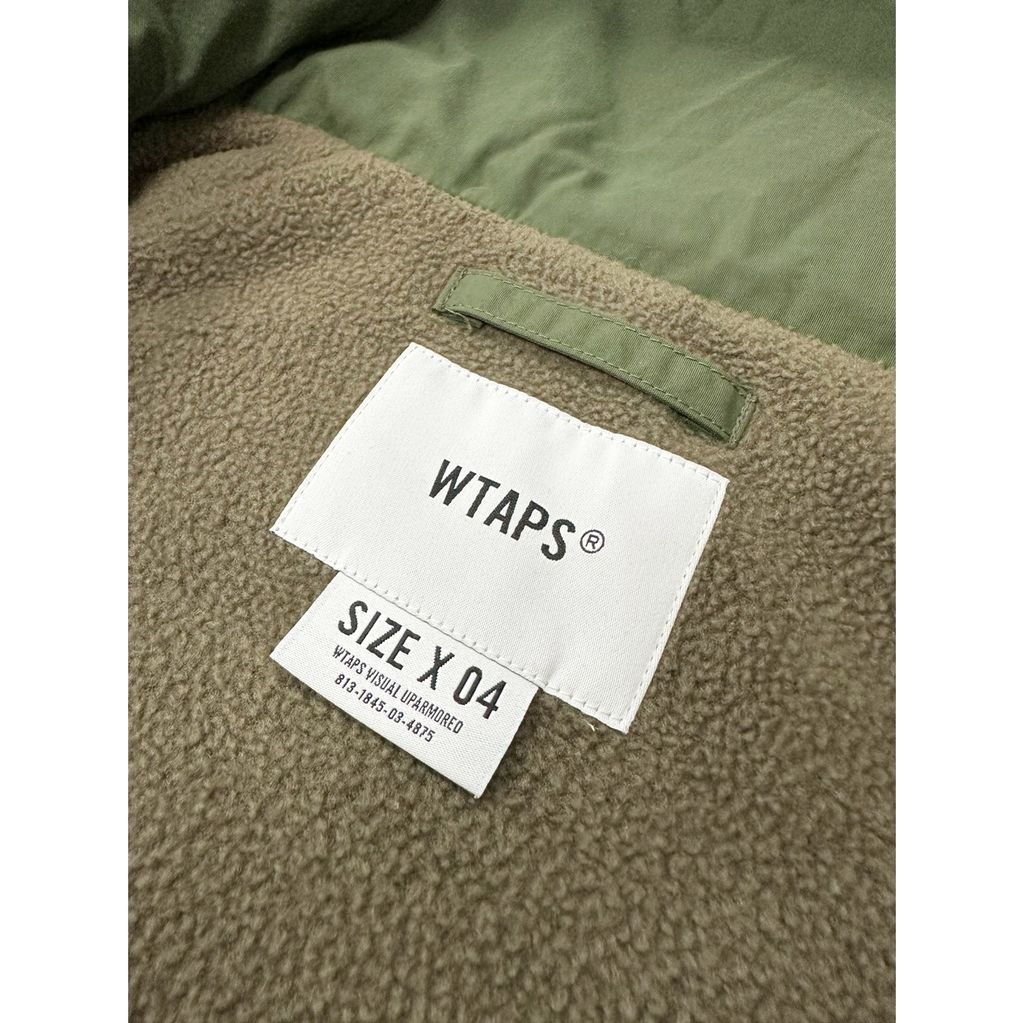 WTAPS®
SIZE X 04
WTAPS VISUAL UPARMORED
813-1845-03-4875